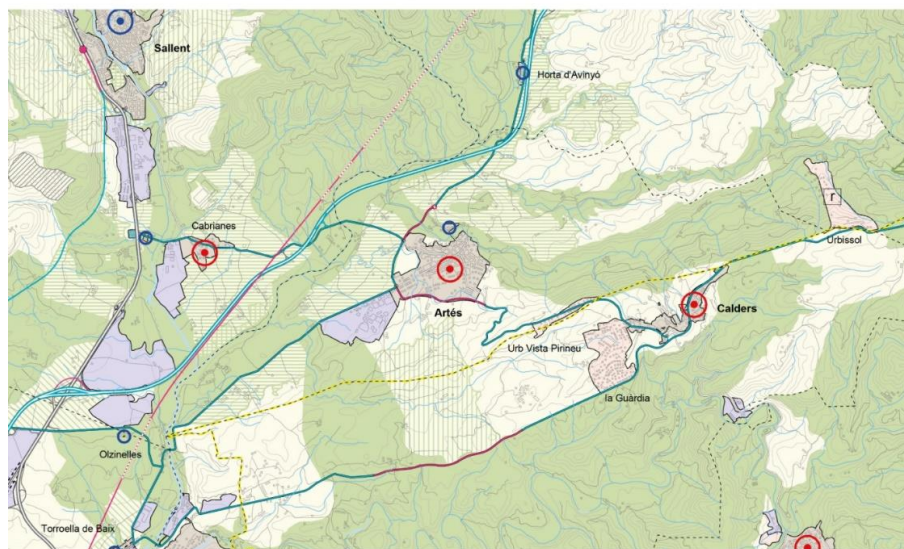 Sallent
Horta d'Avinyó
Cabrianes
r
Urbissol
Artés
Calders
Urb Vista Pirineu
la Guàrdia
Olzinelles
Torroella de Baix